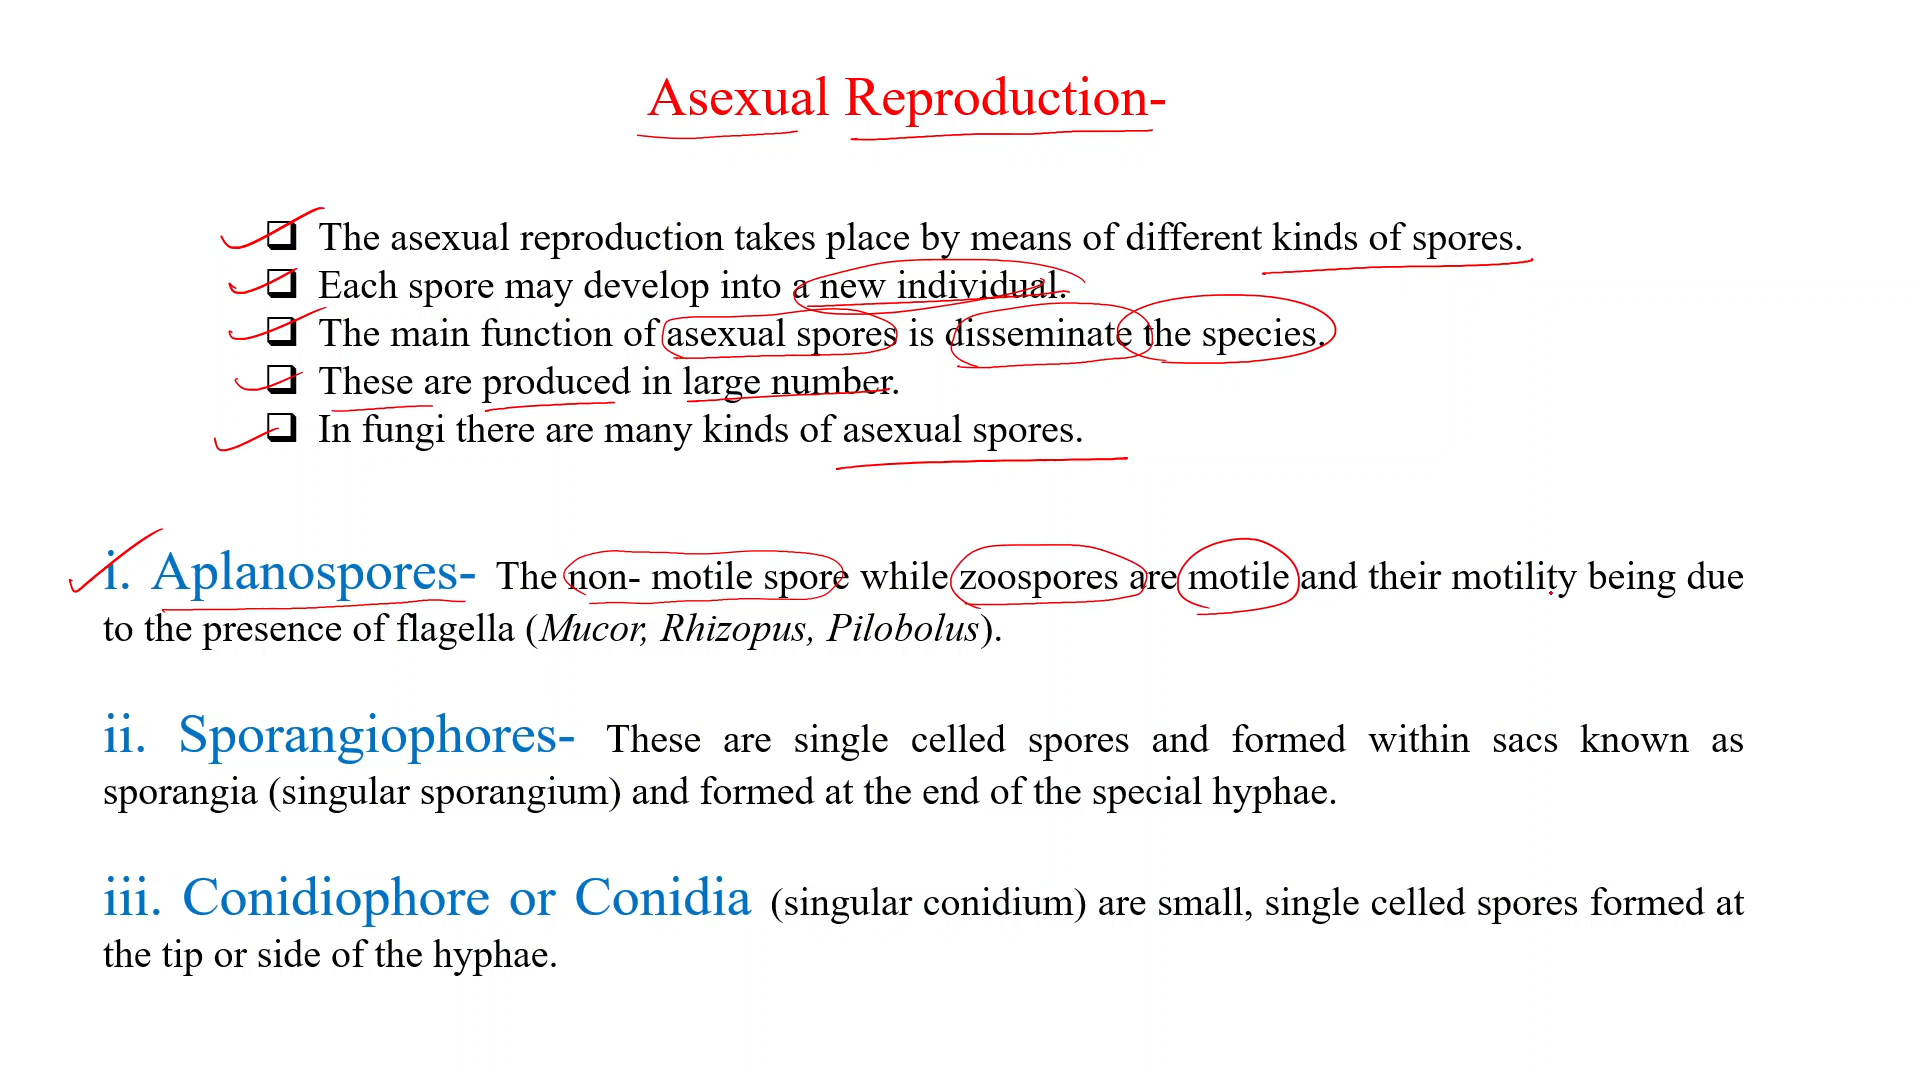 Asexual Reproduction-
The asexual reproduction takes place by means of different kinds of spores.
Each spore may develop into a new individual.
The main function of asexual spores is disseminate the species.
These are produced in large number.
In fungi there are many kinds of asexual spores.
i. Aplanospores- The non- motile spore while zoospores are motile and their motility being due
to the presence of flagella (Mucor, Rhizopus, Pilobolus).
ii. Sporangiophores- These are single celled spores and formed within sacs known as
sporangia (singular sporangium) and formed at the end of the special hyphae.
iii. Conidiophore or Conidia (singular conidium) are small, single celled spores formed at
the tip or side of the hyphae.